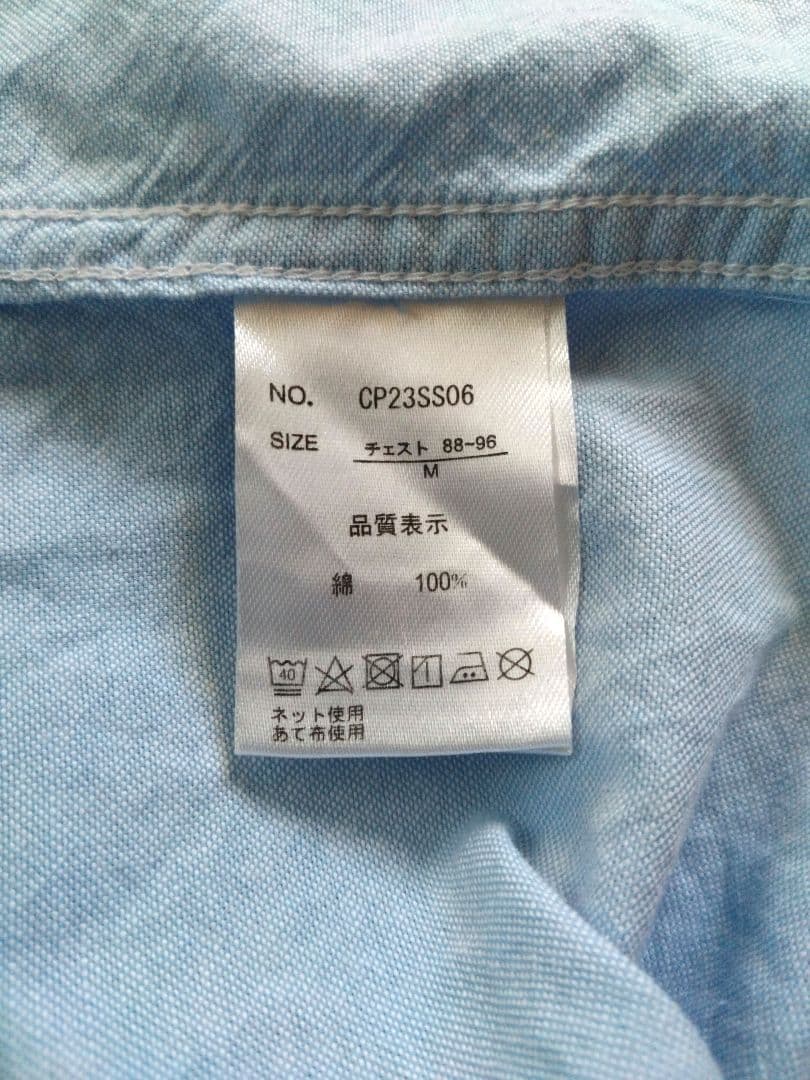 NO. CP23SS06
SIZE チェスト 88~96
M
品質表示
綿 100%
40
ネット使用
あて布使用